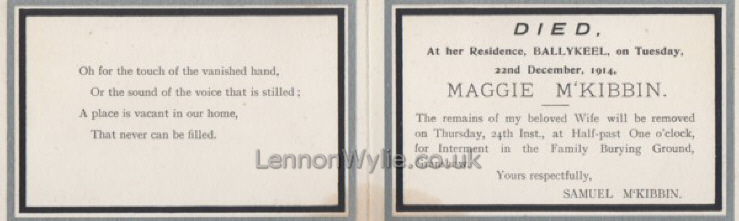 Oh for the touch of the vanished hand,
Or the sound of the voice that is stilled;
A place is vacant in our home,
That never can be filled.
DIED,
At her Residence, BALLYKEEL, on Tuesday,
22nd December, 1914,
MAGGIE M‘KIBBIN.
The remains of my beloved Wife will be removed
on Thursday, 24th Inst., at Half-past One o'clock,
for Interment in the Family Burying Ground,
Yours respectfully,
SAMUEL M‘KIBBIN.
LennonWylie.co.uk